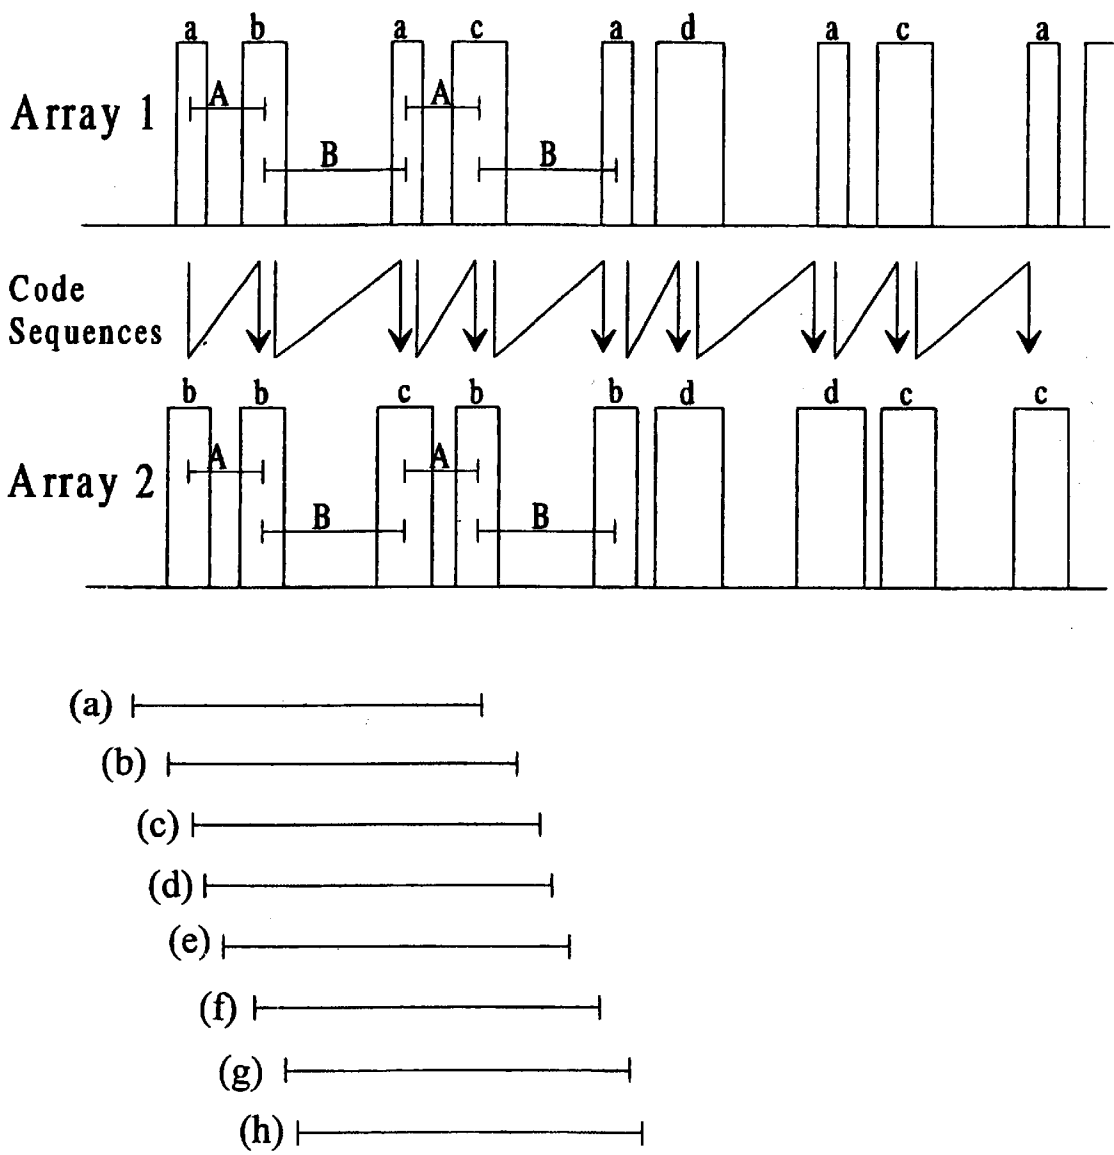 a b a c a d a c a
A A
Array 1
B B
Code
Sequences
b b c b b d d c c
A A
Array 2
B B
(a)
(b)
(c)
(d)
(e)
(f)
(g)
(h)